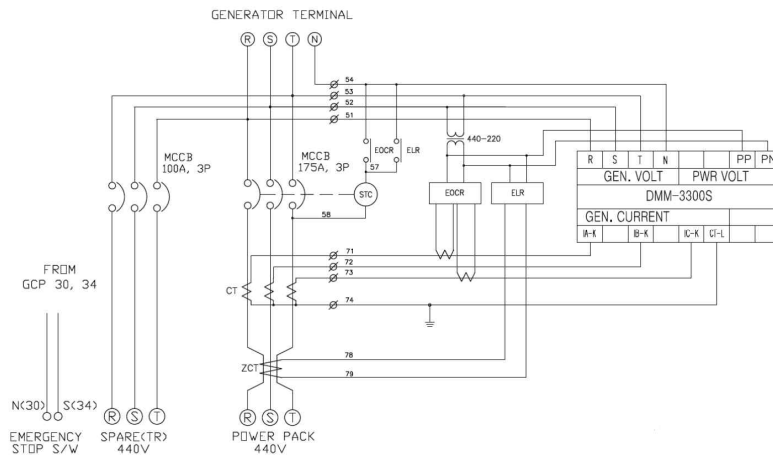 GENERATOR TERMINAL
R S T N
54
53
52
51
440-220
EOCR ELR
57
MCCB
100A, 3P
MCCB
175A, 3P
STC
58
EOCR ELR
R S T N PP PN
GEN. VOLT PWR VOLT
DMM-3300S
GEN. CURRENT
IA-K IB-K IC-K CT-L
71
72
73
74
CT
FROM
GCP 30, 34
78
79
ZCT
N(30) S(34)
R S T
R S T
EMERGENCY
STOP S/W
SPARE(TR)
440V
POWER PACK
440V